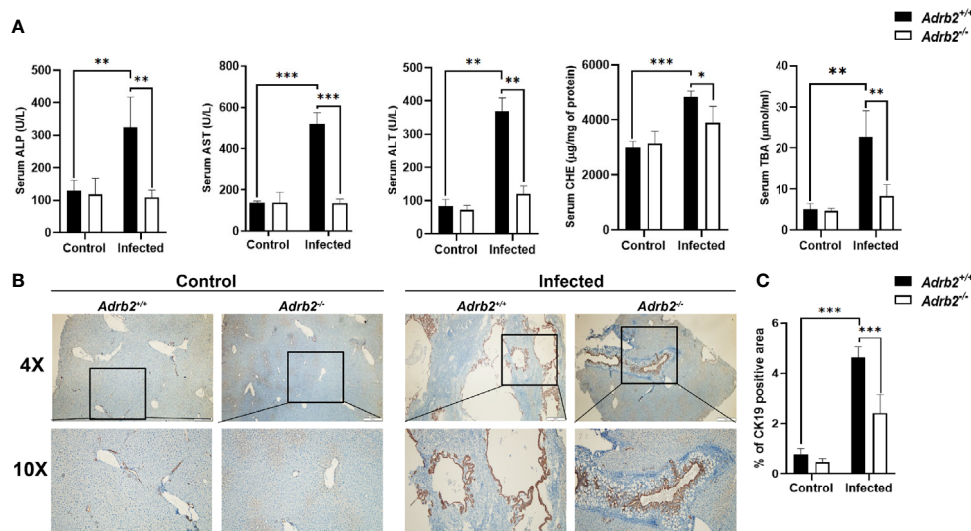 A
Adrb2+/+
Adrb2-/-
Serum ALP (U/L)
500
400
300
200
100
0
**
**
Control
Infected
Serum AST (U/L)
800
600
400
200
0
***
***
Control
Infected
Serum ALT (U/L)
500
400
300
200
100
0
**
**
Control
Infected
Serum CHE (μg/mg of protein)
6000
4000
2000
0
***
*
Control
Infected
Serum TBA (μmol/ml)
40
30
20
10
0
**
**
Control
Infected
B
Control
Infected
Adrb2+/+
Adrb2-/-
Adrb2+/+
Adrb2-/-
4X
10X
C
Adrb2+/+
Adrb2-/-
% of CK19 positive area
6
4
2
0
***
***
Control
Infected